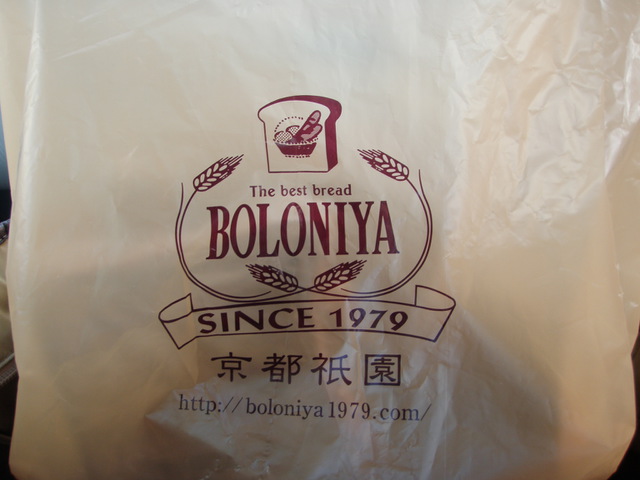 The best bread
BOLONIYA
SINCE 1979
京都祇園
http://boloniya1979.com/